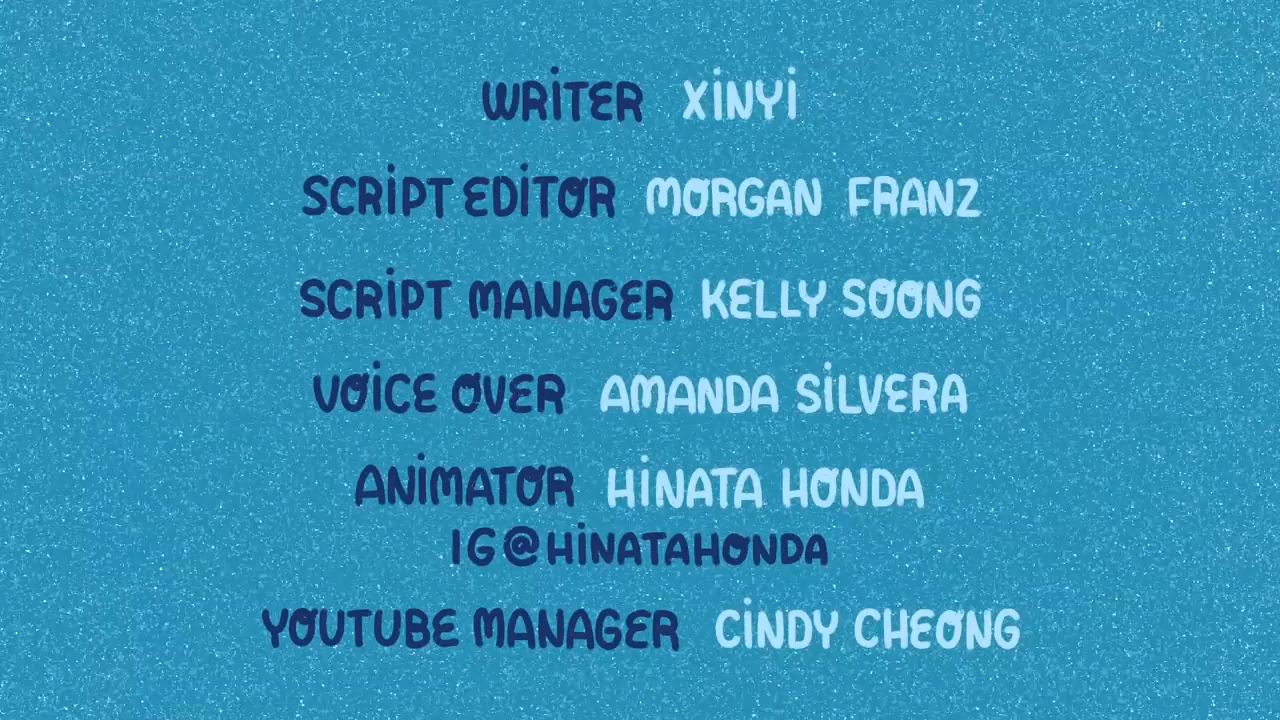 WRITER XINYI
SCRIPT EDITOR MORGAN FRANZ
SCRIPT MANAGER KELLY SOONG
VOICE OVER AMANDA SILVERA
ANIMATOR HINATA HONDA
IG@HINATAHONDA
YOUTUBE MANAGER CINDY CHEONG